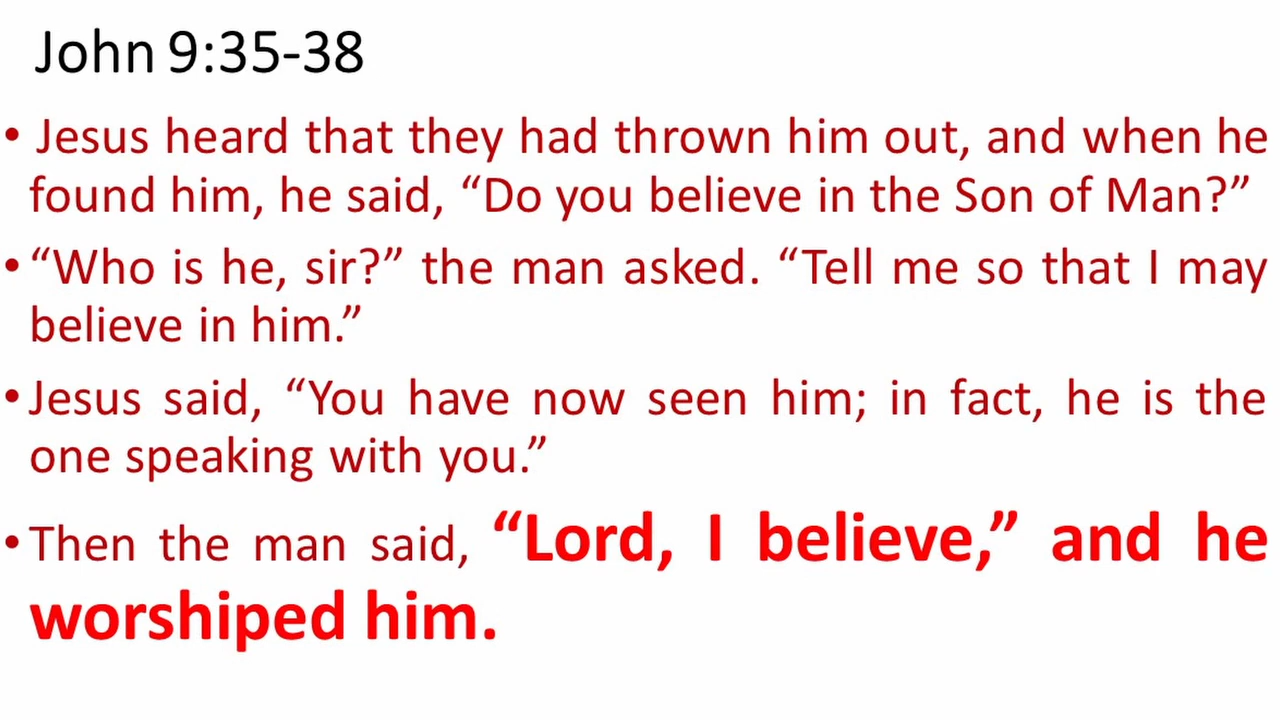 John 9:35-38
• Jesus heard that they had thrown him out, and when he
found him, he said, “Do you believe in the Son of Man?”
• “Who is he, sir?” the man asked. “Tell me so that I may
believe in him.”
• Jesus said, “You have now seen him; in fact, he is the
one speaking with you.”
• Then the man said, “Lord, I believe,” and he
worshiped him.